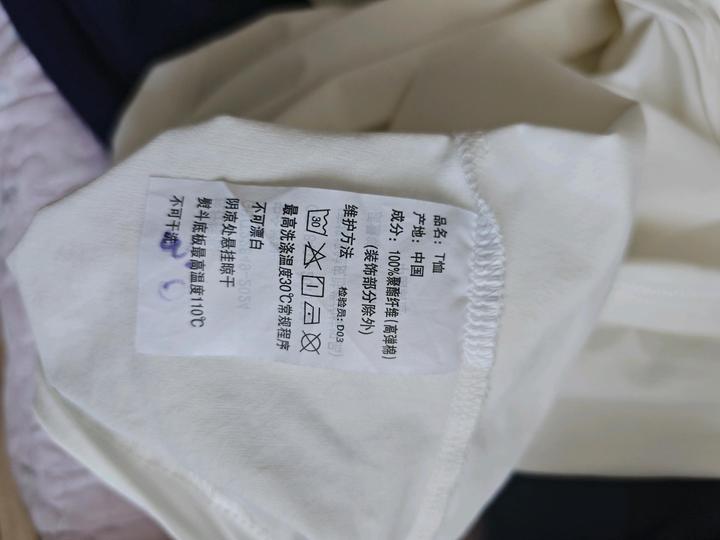 品名：T恤
产地：中国
成分：100%聚酯纤维(高弹棉)
(装饰部分除外)
维护方法 检验员：D03
30
最高洗涤温度30℃常规程序
不可漂白
阴凉处悬挂晾干
熨斗底板最高温度110℃
不可干洗